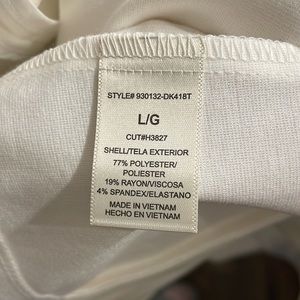 STYLE# 930132-DK418T
L/G
CUT#H3827
SHELL/TELA EXTERIOR
77% POLYESTER/
POLIESTER
19% RAYON/VISCOSA
4% SPANDEX/ELASTANO
MADE IN VIETNAM
HECHO EN VIETNAM